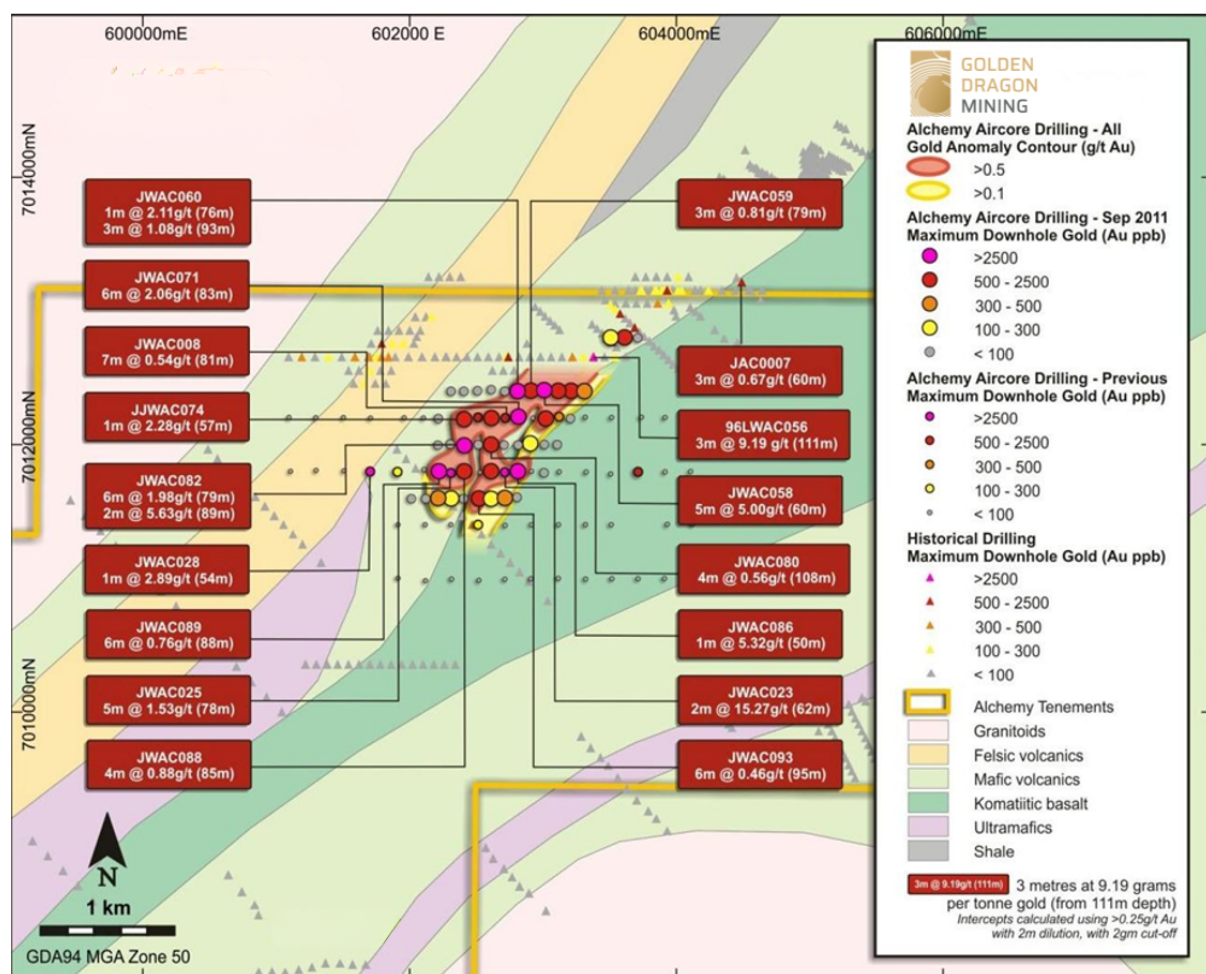 600000mE
602000 E
604000mE
606000mE
7014000mN
7012000mN
7010000mN
JWAC060
1m @ 2.11g/t (76m)
3m @ 1.08g/t (93m)
JWAC071
6m @ 2.06g/t (83m)
JWAC008
7m @ 0.54g/t (81m)
JJWAC074
1m @ 2.28g/t (57m)
JWAC082
6m @ 1.98g/t (79m)
2m @ 5.63g/t (89m)
JWAC028
1m @ 2.89g/t (54m)
JWAC089
6m @ 0.76g/t (88m)
JWAC025
5m @ 1.53g/t (78m)
JWAC088
4m @ 0.88g/t (85m)
JWAC059
3m @ 0.81g/t (79m)
JAC0007
3m @ 0.67g/t (60m)
96LWAC056
3m @ 9.19 g/t (111m)
JWAC058
5m @ 5.00g/t (60m)
JWAC080
4m @ 0.56g/t (108m)
JWAC086
1m @ 5.32g/t (50m)
JWAC023
2m @ 15.27g/t (62m)
JWAC093
6m @ 0.46g/t (95m)
N
1 km
GDA94 MGA Zone 50
GOLDEN
DRAGON
MINING
Alchemy Aircore Drilling - All
Gold Anomaly Contour (g/t Au)
>0.5
>0.1
Alchemy Aircore Drilling - Sep 2011
Maximum Downhole Gold (Au ppb)
>2500
500 - 2500
300 - 500
100 - 300
< 100
Alchemy Aircore Drilling - Previous
Maximum Downhole Gold (Au ppb)
>2500
500 - 2500
300 - 500
100 - 300
< 100
Historical Drilling
Maximum Downhole Gold (Au ppb)
>2500
500 - 2500
300 - 500
100 - 300
< 100
Alchemy Tenements
Granitoids
Felsic volcanics
Mafic volcanics
Komatiitic basalt
Ultramafics
Shale
3m @ 9.19g/t (111m) 3 metres at 9.19 grams
per tonne gold (from 111m depth)
Intercepts calculated using >0.25g/t Au
with 2m dilution, with 2gm cut-off